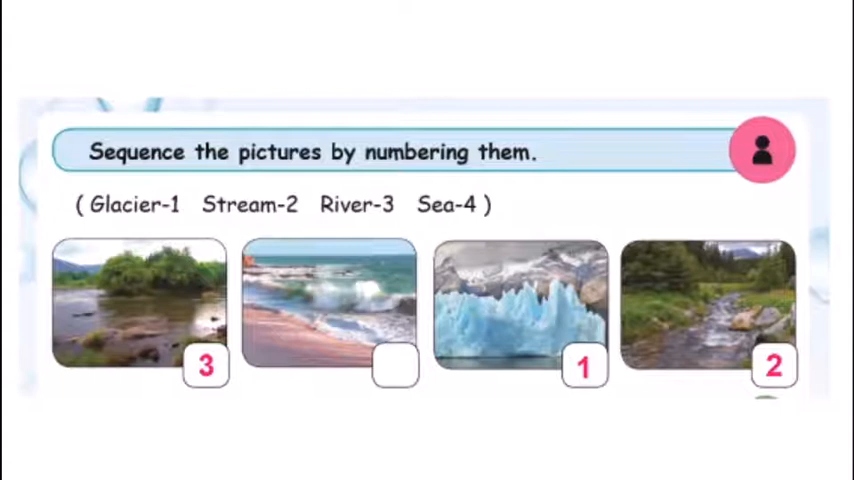 Sequence the pictures by numbering them.
( Glacier-1 Stream-2 River-3 Sea-4 )
3 1 2